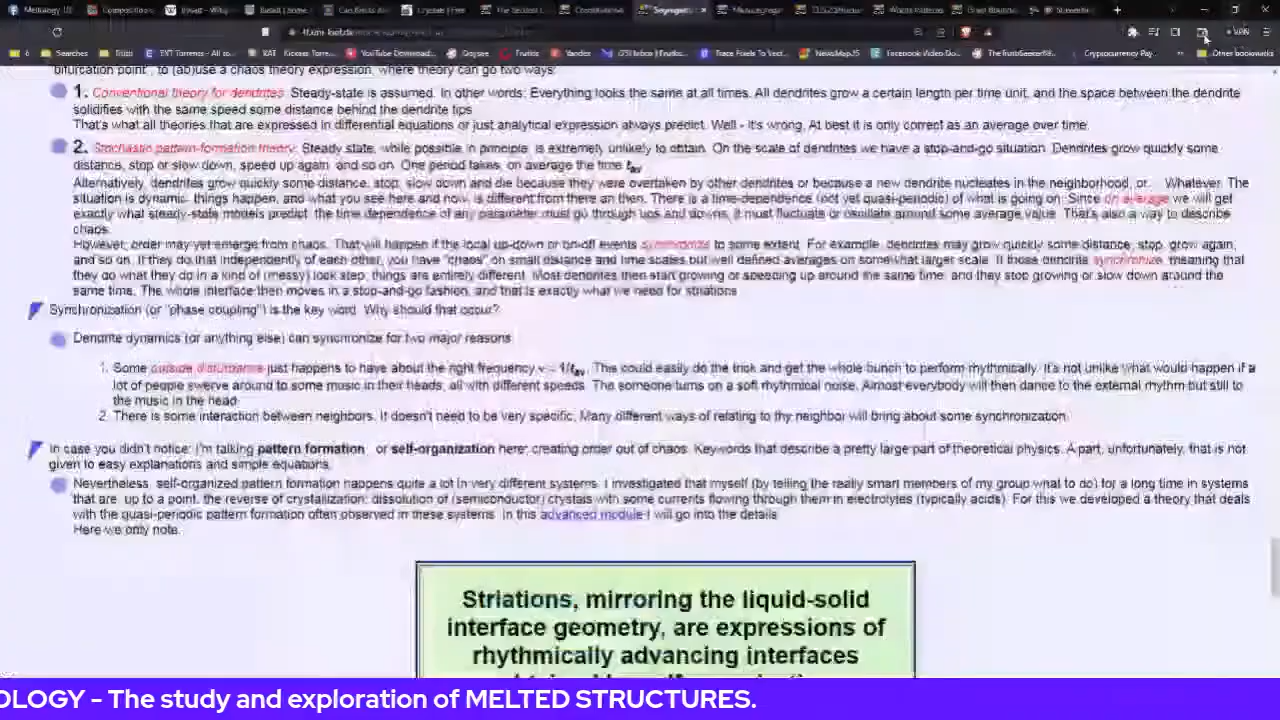 "bifurcation point", to (ab)use a chaos theory expression, where theory can go two ways:
1. Conventional theory for dendrites. Steady-state is assumed. In other words: Everything looks the same at all times. All dendrites grow a certain length per time unit, and the space between the dendrite
solidifies with the same speed some distance behind the dendrite tips.
That's what all theories that are expressed in differential equations or just analytical expression always predict. Well - it's wrong. At best it is only correct as an average over time.
2. Stochastic pattern-formation theory. Steady state, while possible in principle, is extremely unlikely to obtain. On the scale of dendrites we have a stop-and-go situation. Dendrites grow quickly some
distance, stop or slow down, speed up again, and so on. One period takes, on average the time tav
Alternatively, dendrites grow quickly some distance, stop, slow down and die because they were overtaken by other dendrites or because a new dendrite nucleates in the neighborhood, or... Whatever. The
situation is dynamic, things happen, and what you see here and now, is different from there an then. There is a time-dependence (not yet quasi-periodic) of what is going on. Since on average we will get
exactly what steady-state models predict, the time dependence of any parameter must go through ups and downs, it must fluctuate or oscillate around some average value. That's also a way to describe
chaos.
However, order may yet emerge from chaos. That will happen if the local up-down or on-off events synchronize to some extent. For example, dendrites may grow quickly some distance, stop, grow again,
and so on. If they do that independently of each other, you have "chaos" on small distance and time scales but well defined averages on somewhat larger scale. If those dendrite synchronize, meaning that
they do what they do in a kind of (messy) lock step, things are entirely different. Most dendrites then start growing or speeding up around the same time, and they stop growing or slow down around the
same time. The whole interface then moves in a stop-and-go fashion, and that is exactly what we need for striations
Synchronization (or "phase coupling") is the key word. Why should that occur?
Dendrite dynamics (or anything else) can synchronize for two major reasons
1. Some outside disturbance just happens to have about the right frequency ν = 1/tav. This could easily do the trick and get the whole bunch to perform rhythmically. It's not unlike what would happen if a
lot of people swerve around to some music in their heads, all with different speeds. The someone turns on a soft rhythmical noise. Almost everybody will then dance to the external rhythm but still to
the music in the head.
2. There is some interaction between neighbors. It doesn't need to be very specific; Many different ways of relating to thy neighbor will bring about some synchronization.
In case you didn't notice: I'm talking pattern formation or self-organization here; creating order out of chaos. Keywords that describe a pretty large part of theoretical physics. A part, unfortunately, that is not
given to easy explanations and simple equations.
Nevertheless, self-organized pattern formation happens quite a lot in very different systems. I investigated that myself (by telling the really smart members of my group what to do) for a long time in systems
that are, up to a point, the reverse of crystallization: dissolution of (semiconductor) crystals with some currents flowing through them in electrolytes (typically acids). For this we developed a theory that deals
with the quasi-periodic pattern formation often observed in these systems. In this advanced module I will go into the details.
Here we only note:
Striations, mirroring the liquid-solid
interface geometry, are expressions of
rhythmically advancing interfaces
OLOGY - The study and exploration of MELTED STRUCTURES.